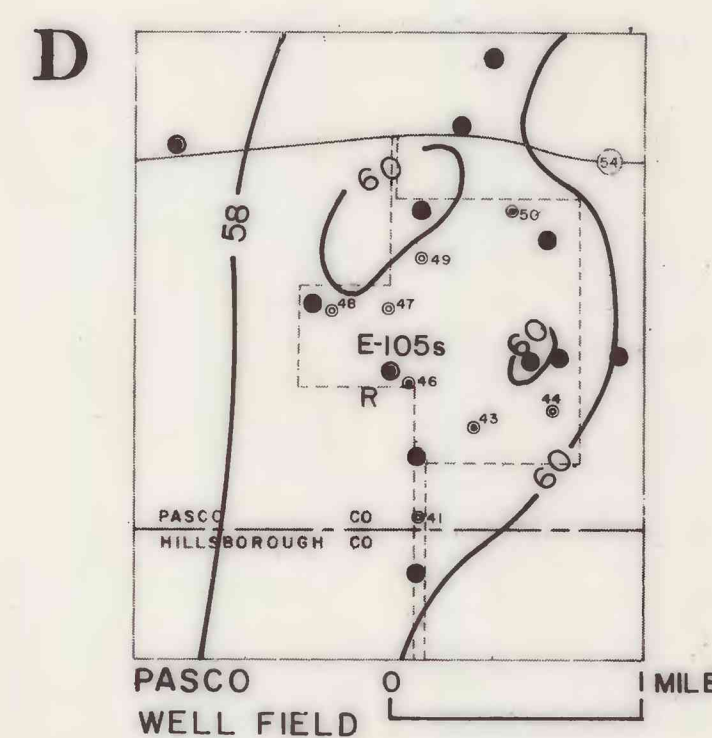 D
54
60
50
58
49
48
47
E-105s
60
46
R
44
43
60
41
PASCO CO
HILLSBOROUGH CO
PASCO 0 1 MILE
WELL FIELD